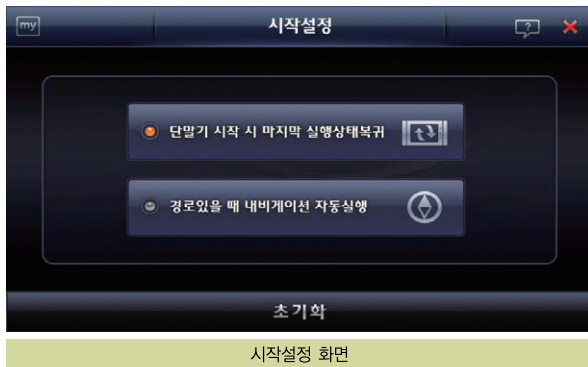 my
시작설정
?
단말기 시작 시 마지막 실행상태복귀
경로있을 때 내비게이션 자동실행
초기화
시작설정 화면